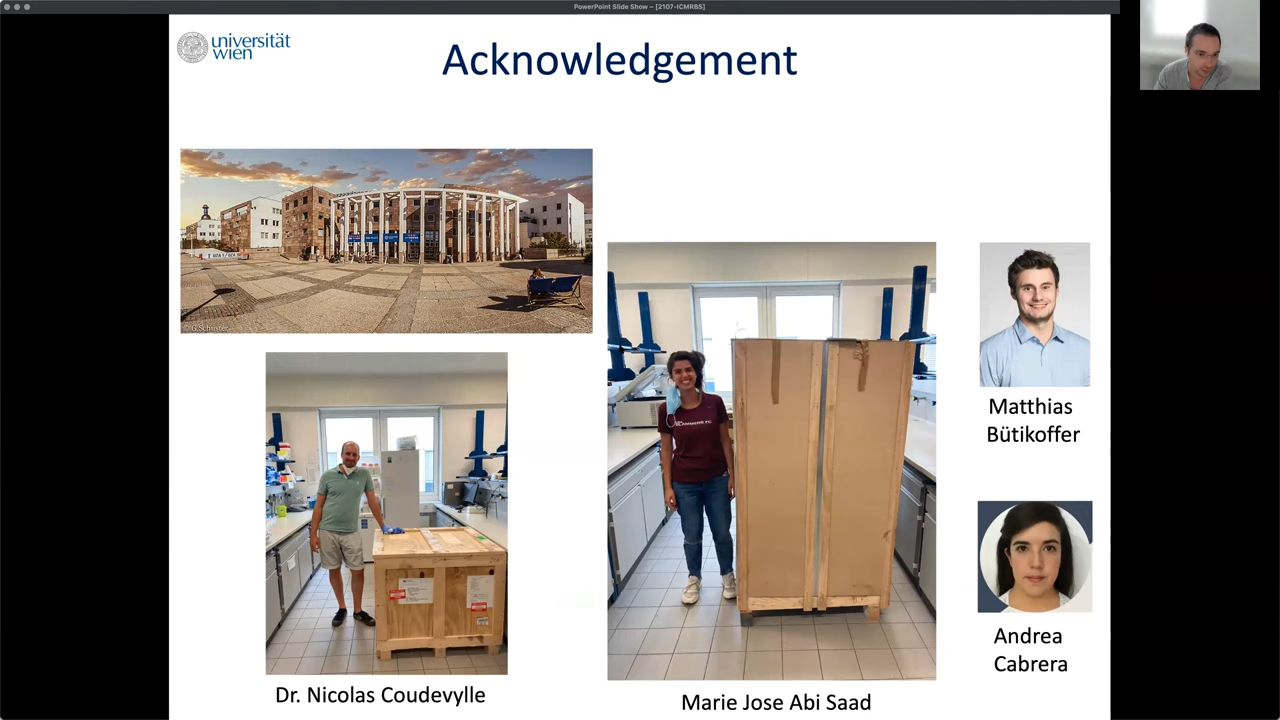 PowerPoint Slide Show – [2107-ICMRBS]
universität
wien
Acknowledgement
© G.Schuster
Matthias
Bütikoffer
Andrea
Cabrera
Dr. Nicolas Coudevylle
Marie Jose Abi Saad